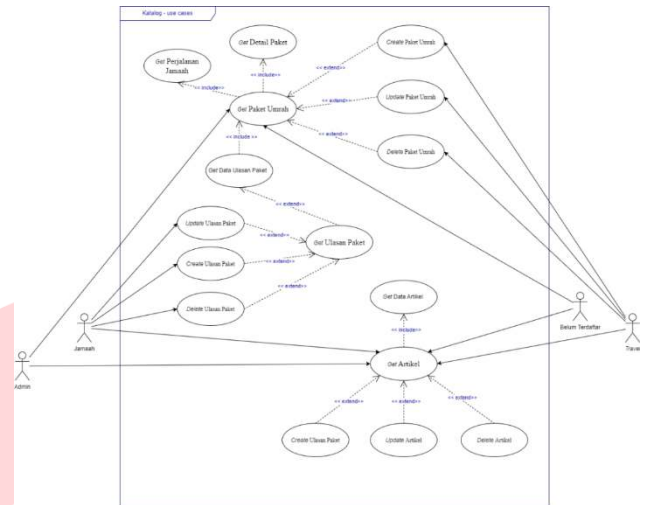 Katalog - use cases
Get Detail Paket
Create Paket Umrah
Get Perjalanan
Jamaah
<< extend>>
<< include>>
<< include>>
Update Paket Umrah
Get Paket Umrah
<< extend>>
<< include >>
<< extend>>
Delete Paket Umrah
Get Data Ulasan Paket
<< extend>>
Update Ulasan Paket
<< extend>>
Get Ulasan Paket
Create Ulasan Paket
<< extend>>
Get Data Artikel
Delete Ulasan Paket
<< extend>>
Belum Terdaftar
<< include>>
Jamaah
Travel
Get Artikel
Admin
<< extend>>
<< extend>>
<< extend>>
Create Ulasan Paket
Update Artikel
Delete Artikel